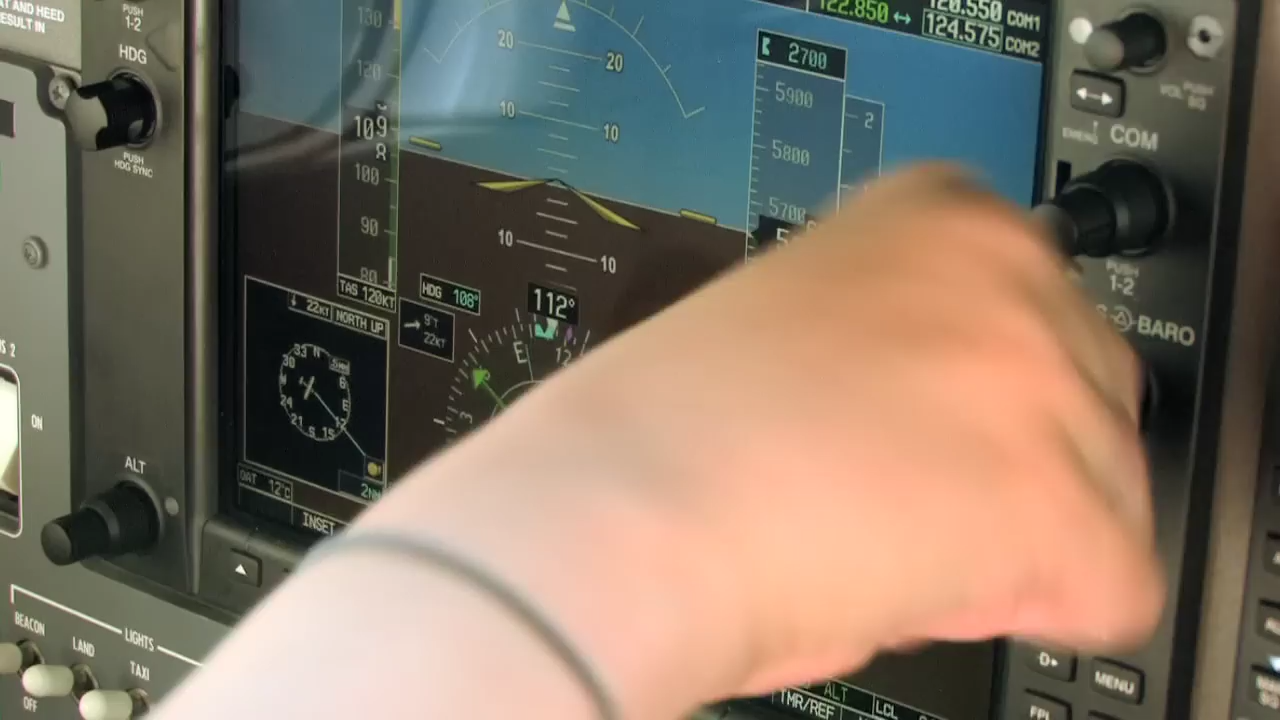 AT AND HEED
ESULT IN
PUSH
1-2
HDG
PUSH
HDG SYNC
130
120
109
8
100
90
80
TAS 120KT
20
20
10
10
10
10
122.850 ↔ 120.550 COM1
124.575 COM2
2700
5900
5800
5700
2
HDG 108°
112°
22KT
NORTH UP
9°T
22KT
33 N
30
6
W
E
24
12
21 S 15
E
12
3
OAT 12°C
2NM
INSET
ALT
ON
BEACON
LAND
LIGHTS
TAXI
OFF
VOL PUSH
SQ
EMERG
COM
PUSH
1-2
BARO
D
MENU
FPL
ALT
TMR/REF
LCL